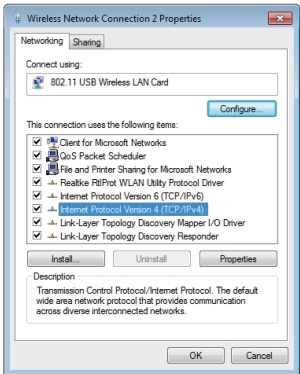 Wireless Network Connection 2 Properties
Networking
Sharing
Connect using:
802.11 USB Wireless LAN Card
Configure...
This connection uses the following items:
Client for Microsoft Networks
QoS Packet Scheduler
File and Printer Sharing for Microsoft Networks
Realtke RtlProt WLAN Utility Protocol Driver
Internet Protocol Version 6 (TCP/IPv6)
Internet Protocol Version 4 (TCP/IPv4)
Link-Layer Topology Discovery Mapper I/O Driver
Link-Layer Topology Discovery Responder
Install...
Uninstall
Properties
Description
Transmission Control Protocol/Internet Protocol. The default
wide area network protocol that provides communication
across diverse interconnected networks.
OK
Cancel